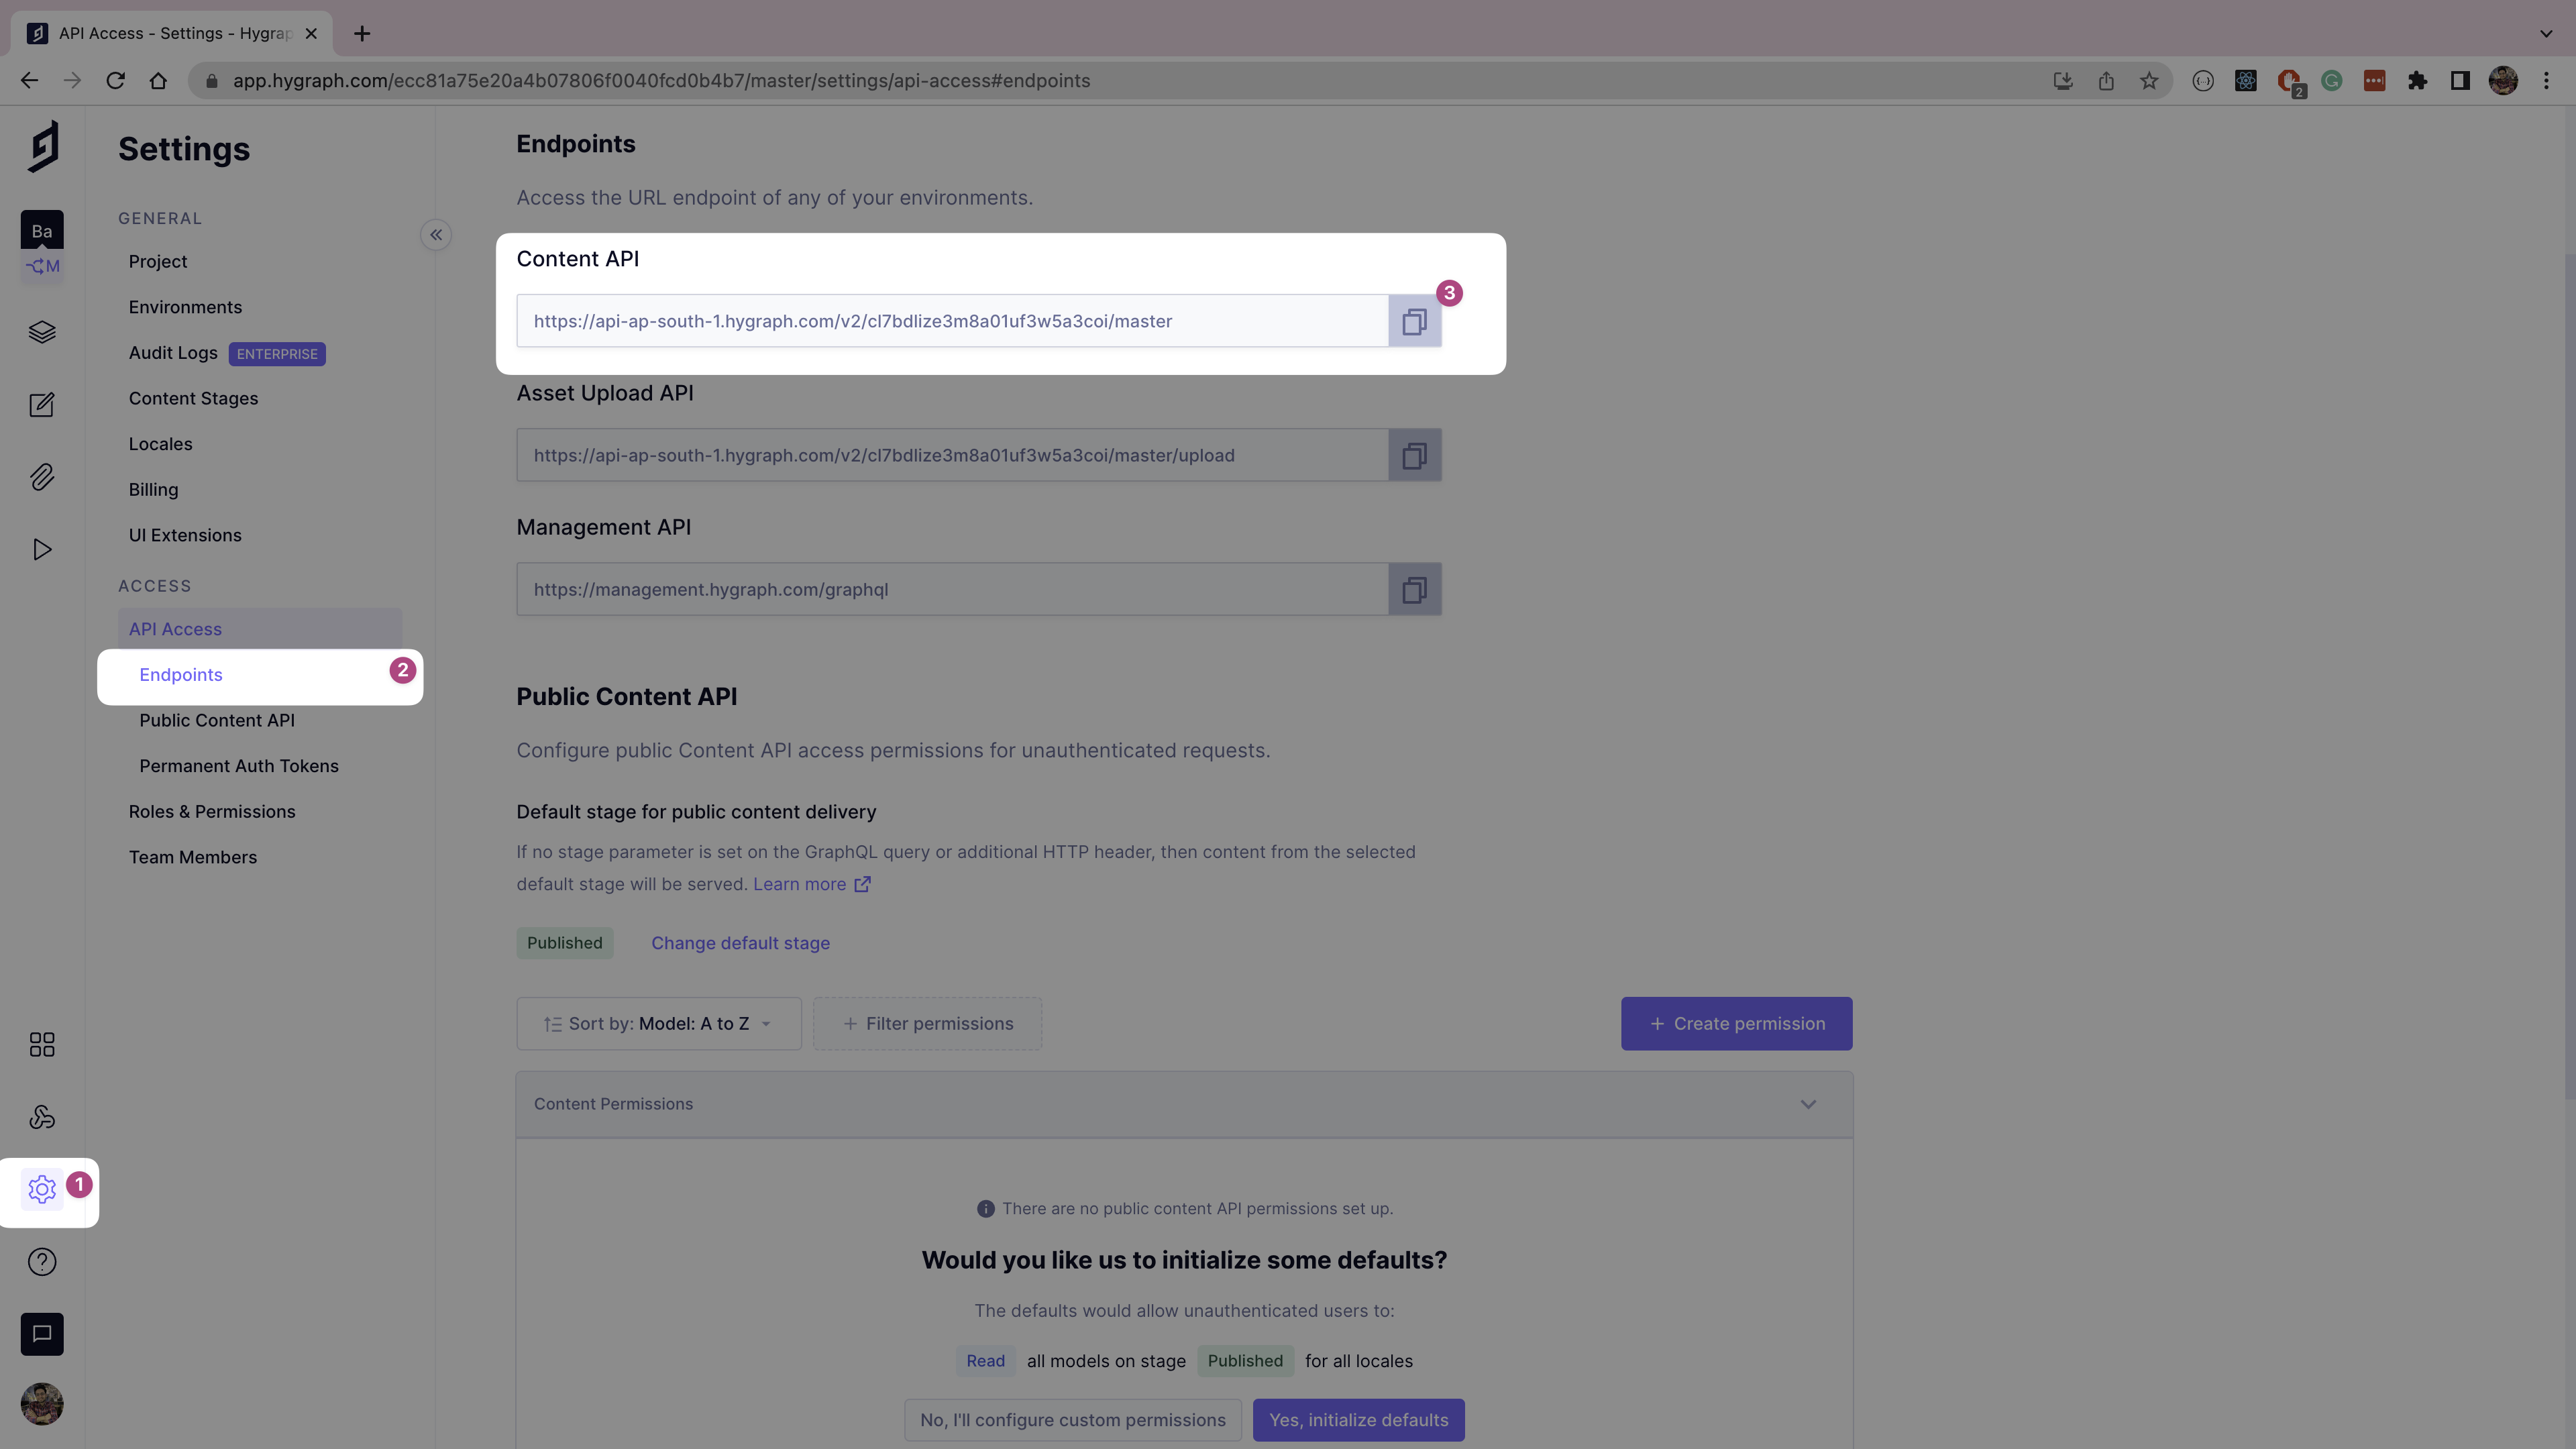 API Access - Settings - Hygrap
app.hygraph.com/ecc81a75e20a4b07806f0040fcd0b4b7/master/settings/api-access#endpoints
2
Ba
M
Settings
GENERAL
Project
Environments
Audit Logs ENTERPRISE
Content Stages
Locales
Billing
UI Extensions
ACCESS
API Access
Endpoints 2
Public Content API
Permanent Auth Tokens
Roles & Permissions
Team Members
1
Endpoints
Access the URL endpoint of any of your environments.
Content API
3
https://api-ap-south-1.hygraph.com/v2/cl7bdlize3m8a01uf3w5a3coi/master
Asset Upload API
https://api-ap-south-1.hygraph.com/v2/cl7bdlize3m8a01uf3w5a3coi/master/upload
Management API
https://management.hygraph.com/graphql
Public Content API
Configure public Content API access permissions for unauthenticated requests.
Default stage for public content delivery
If no stage parameter is set on the GraphQL query or additional HTTP header, then content from the selected
default stage will be served. Learn more
Published Change default stage
Sort by: Model: A to Z + Filter permissions + Create permission
Content Permissions
There are no public content API permissions set up.
Would you like us to initialize some defaults?
The defaults would allow unauthenticated users to:
Read all models on stage Published for all locales
No, I'll configure custom permissions Yes, initialize defaults